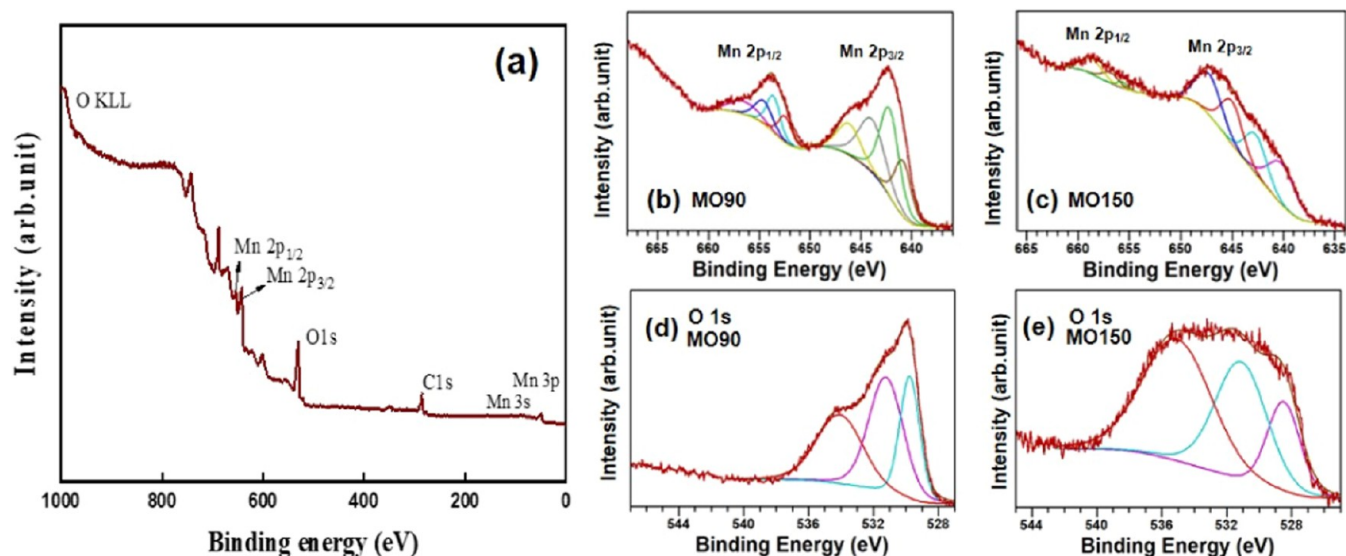 (a)
O KLL
Mn 2p1/2
Mn 2p3/2
O1s
C1s
Mn 3p
Mn 3s
Intensity (arb.unit)
1000 800 600 400 200 0
Binding energy (eV)
Mn 2p1/2 Mn 2p3/2
(b) MO90
Intensity (arb.unit)
665 660 655 650 645 640
Binding Energy (eV)
Mn 2p1/2 Mn 2p3/2
(c) MO150
Intensity (arb.unit)
665 660 655 650 645 640 635
Binding Energy (eV)
(d) O 1s
MO90
Intensity (arb.unit)
544 540 536 532 528
Binding Energy (eV)
(e) O 1s
MO150
Intensity (arb.unit)
544 540 536 532 528
Binding Energy (eV)